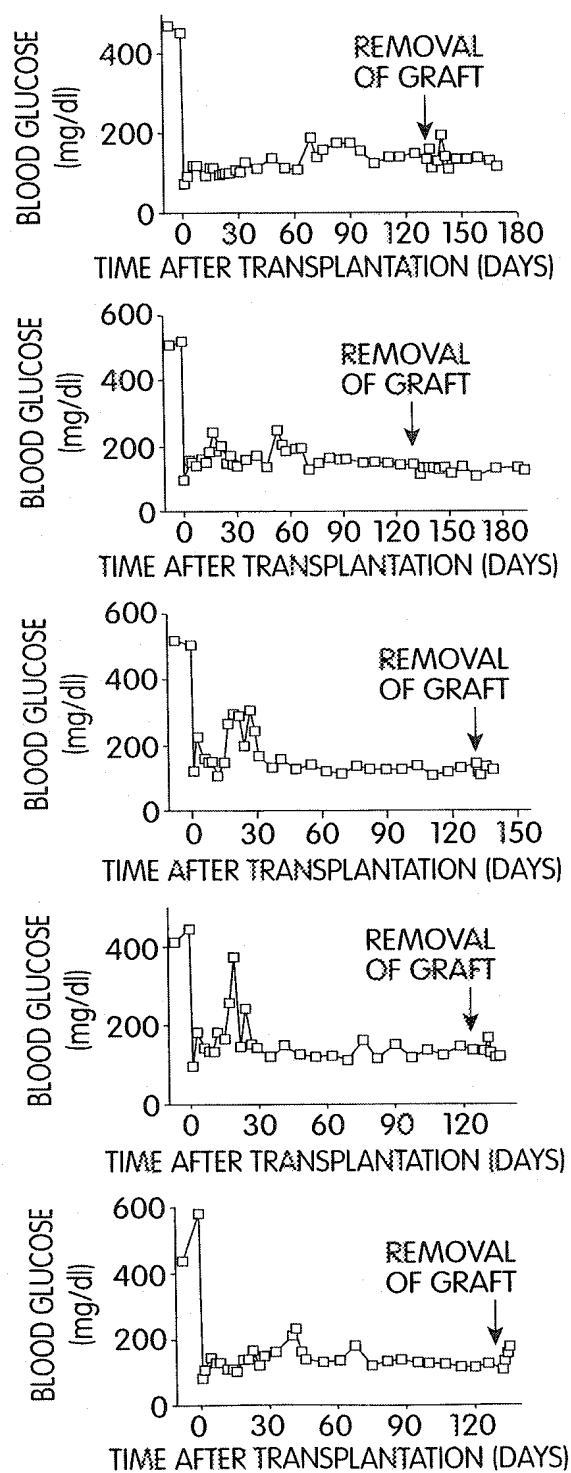 BLOOD GLUCOSE
(mg/dl)
400
200
0
REMOVAL
OF GRAFT
0 30 60 90 120 150 180
TIME AFTER TRANSPLANTATION (DAYS)
BLOOD GLUCOSE
(mg/dl)
600
400
200
0
REMOVAL
OF GRAFT
0 30 60 90 120 150 180
TIME AFTER TRANSPLANTATION (DAYS)
BLOOD GLUCOSE
(mg/dl)
600
400
200
0
REMOVAL
OF GRAFT
0 30 60 90 120 150
TIME AFTER TRANSPLANTATION (DAYS)
BLOOD GLUCOSE
(mg/dl)
400
200
0
REMOVAL
OF GRAFT
0 30 60 90 120
TIME AFTER TRANSPLANTATION (DAYS)
BLOOD GLUCOSE
(mg/dl)
600
400
200
0
REMOVAL
OF GRAFT
0 30 60 90 120
TIME AFTER TRANSPLANTATION (DAYS)